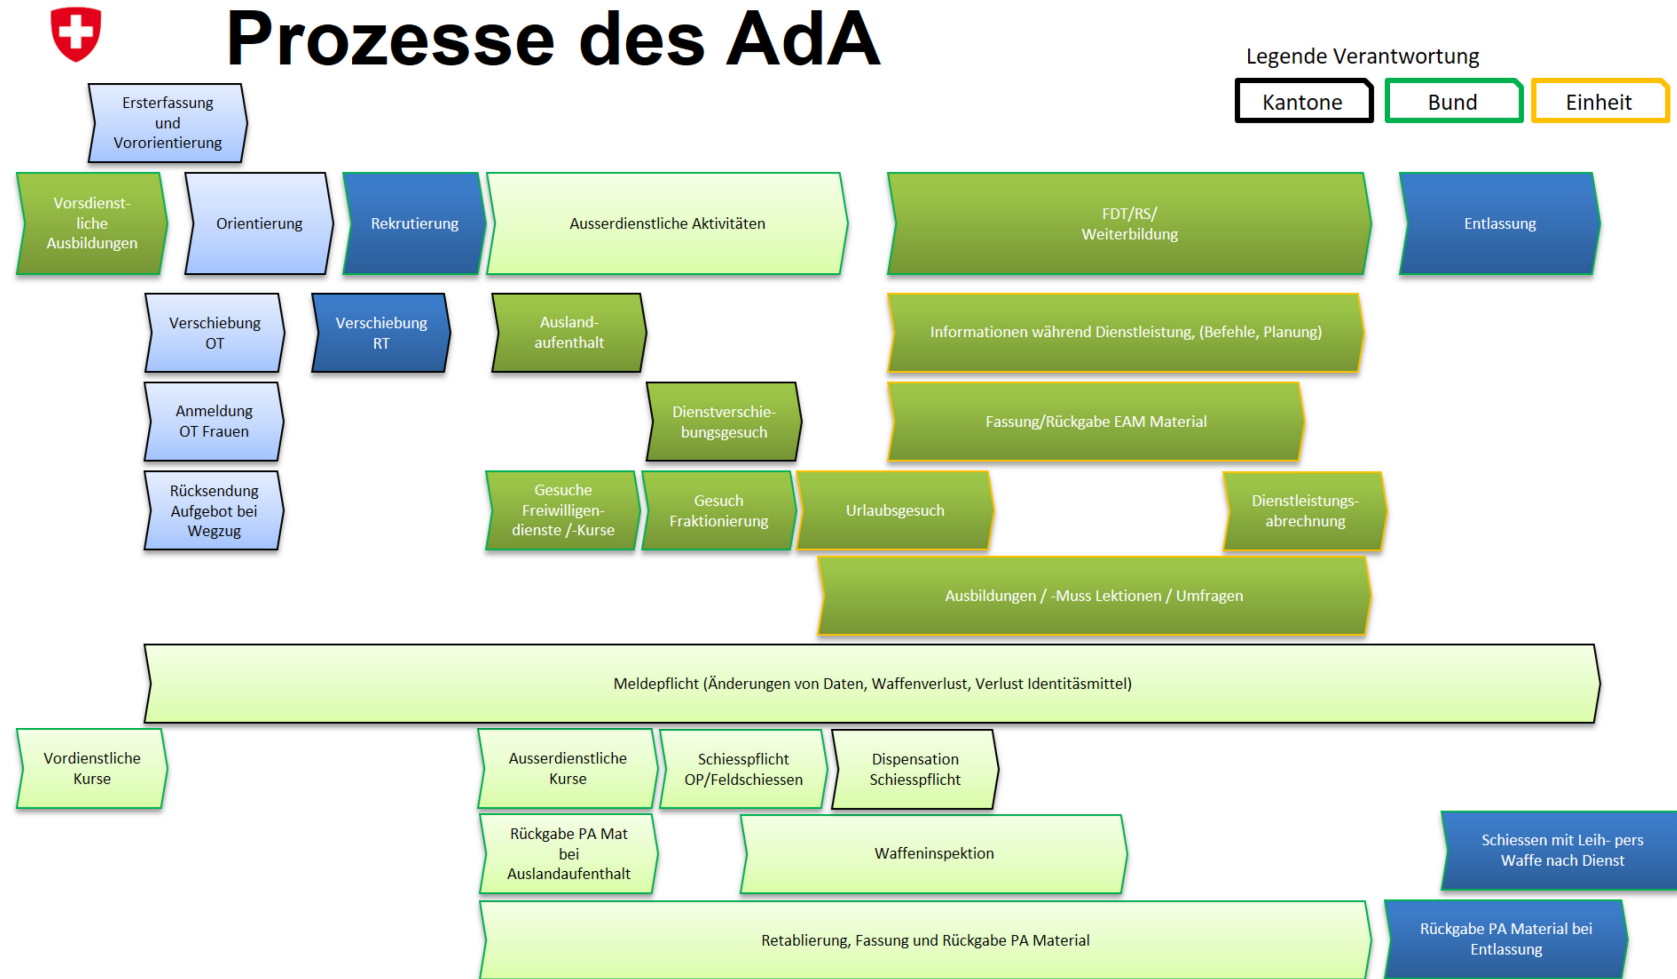 Prozesse des AdA
Legende Verantwortung
Kantone
Bund
Einheit
Ersterfassung
und
Vororientierung
Vorsdienst-
liche
Ausbildungen
Orientierung
Rekrutierung
Ausserdienstliche Aktivitäten
FDT/RS/
Weiterbildung
Entlassung
Verschiebung
OT
Verschiebung
RT
Ausland-
aufenthalt
Informationen während Dienstleistung, (Befehle, Planung)
Anmeldung
OT Frauen
Dienstverschie-
bungsgesuch
Fassung/Rückgabe EAM Material
Rücksendung
Aufgebot bei
Wegzug
Gesuche
Freiwilligen-
dienste /-Kurse
Gesuch
Fraktionierung
Urlaubsgesuch
Dienstleistungs-
abrechnung
Ausbildungen / -Muss Lektionen / Umfragen
Meldepflicht (Änderungen von Daten, Waffenverlust, Verlust Identitäsmittel)
Vordienstliche
Kurse
Ausserdienstliche
Kurse
Schiesspflicht
OP/Feldschiessen
Dispensation
Schiesspflicht
Rückgabe PA Mat
bei
Auslandaufenthalt
Waffeninspektion
Schiessen mit Leih- pers
Waffe nach Dienst
Retablierung, Fassung und Rückgabe PA Material
Rückgabe PA Material bei
Entlassung